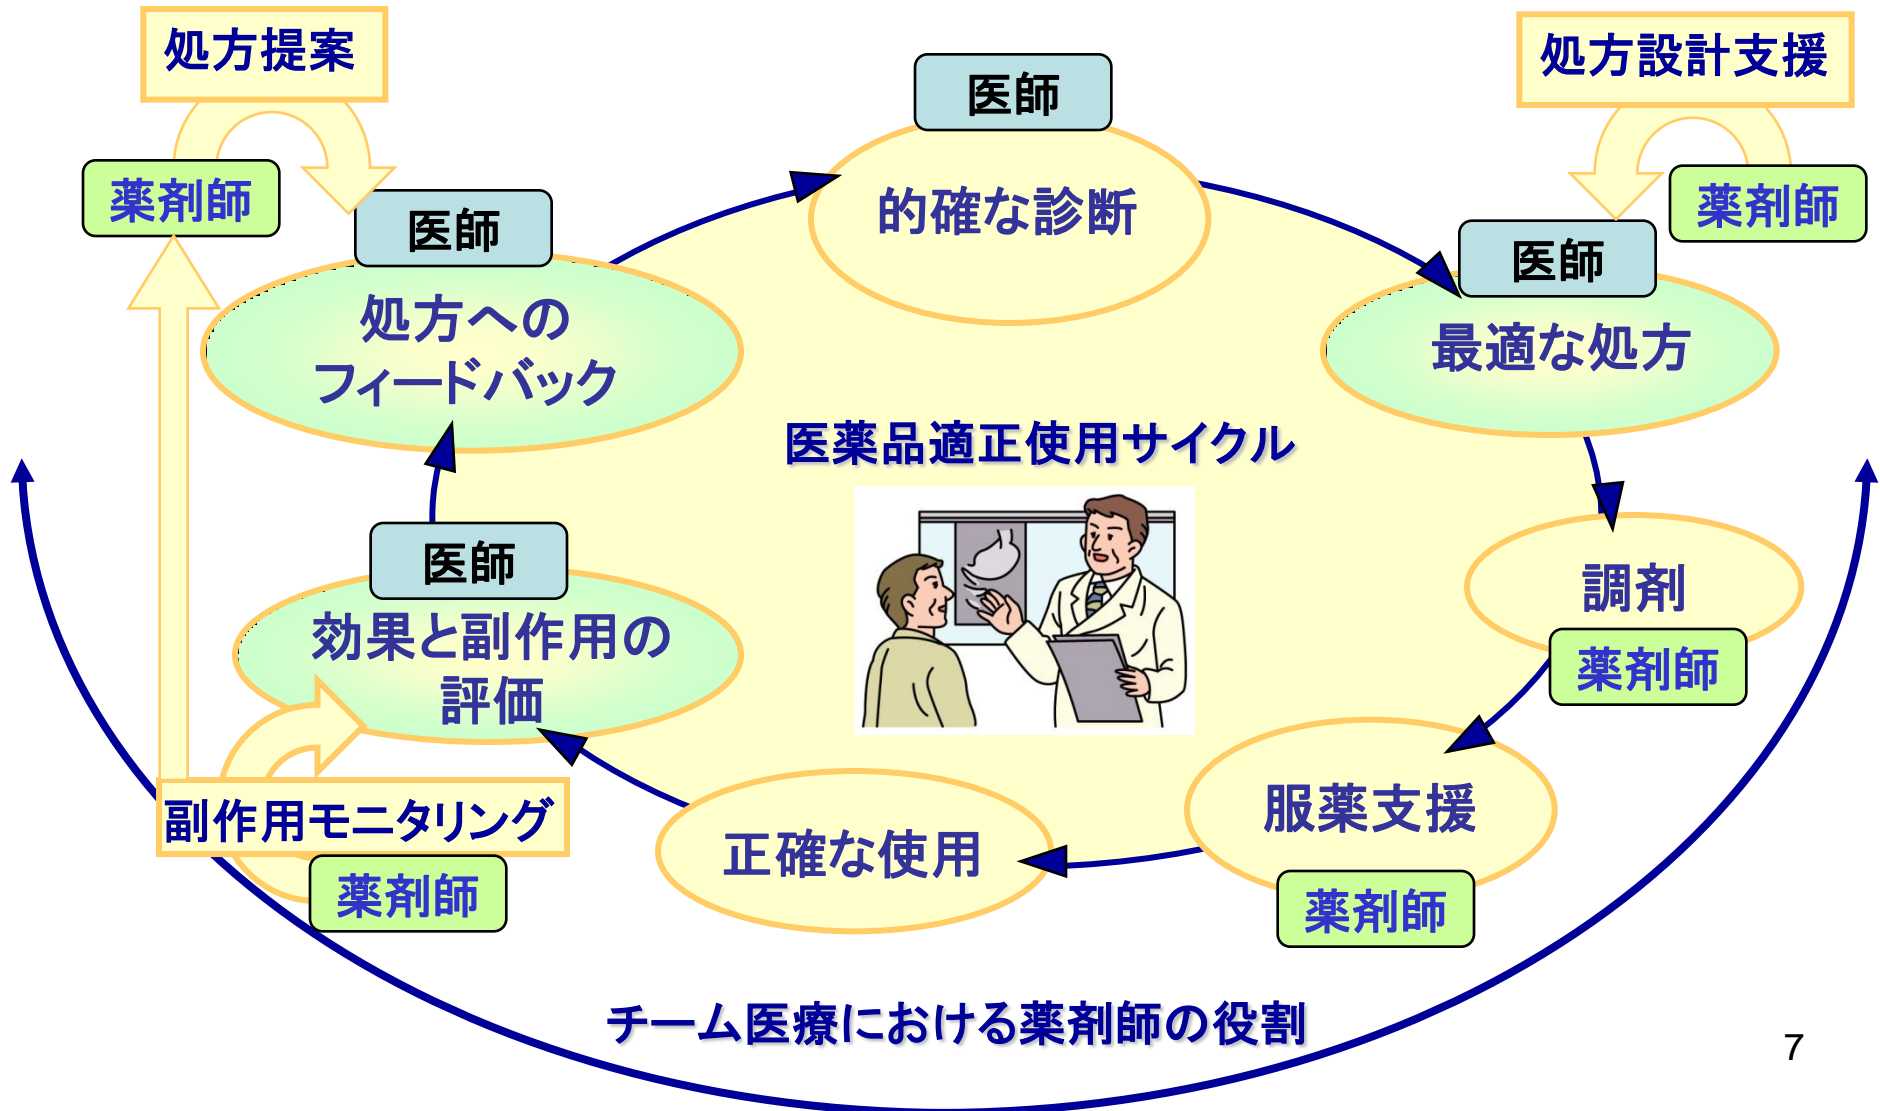 処方提案
処方設計支援
医師
薬剤師
薬剤師
的確な診断
医師
医師
処方への
フィードバック
最適な処方
医薬品適正使用サイクル
医師
調剤
効果と副作用の
評価
薬剤師
副作用モニタリング
服薬支援
正確な使用
薬剤師
薬剤師
チーム医療における薬剤師の役割
7